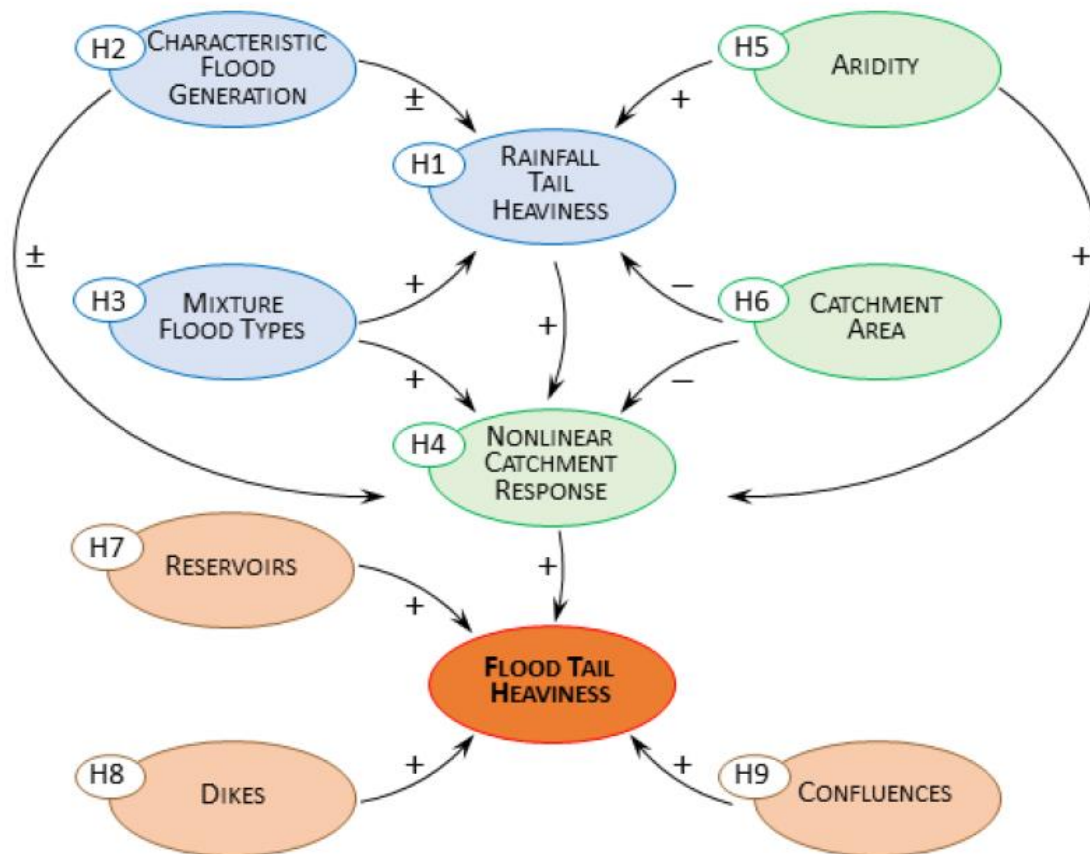 H2
CHARACTERISTIC
FLOOD
GENERATION
H5
ARIDITY
±
+
H1
RAINFALL
TAIL
HEAVINESS
±
+
H3
MIXTURE
FLOOD TYPES
+
–
H6
CATCHMENT
AREA
+
+
–
H4
NONLINEAR
CATCHMENT
RESPONSE
H7
RESERVOIRS
+
+
FLOOD TAIL
HEAVINESS
H8
DIKES
+
+
H9
CONFLUENCES